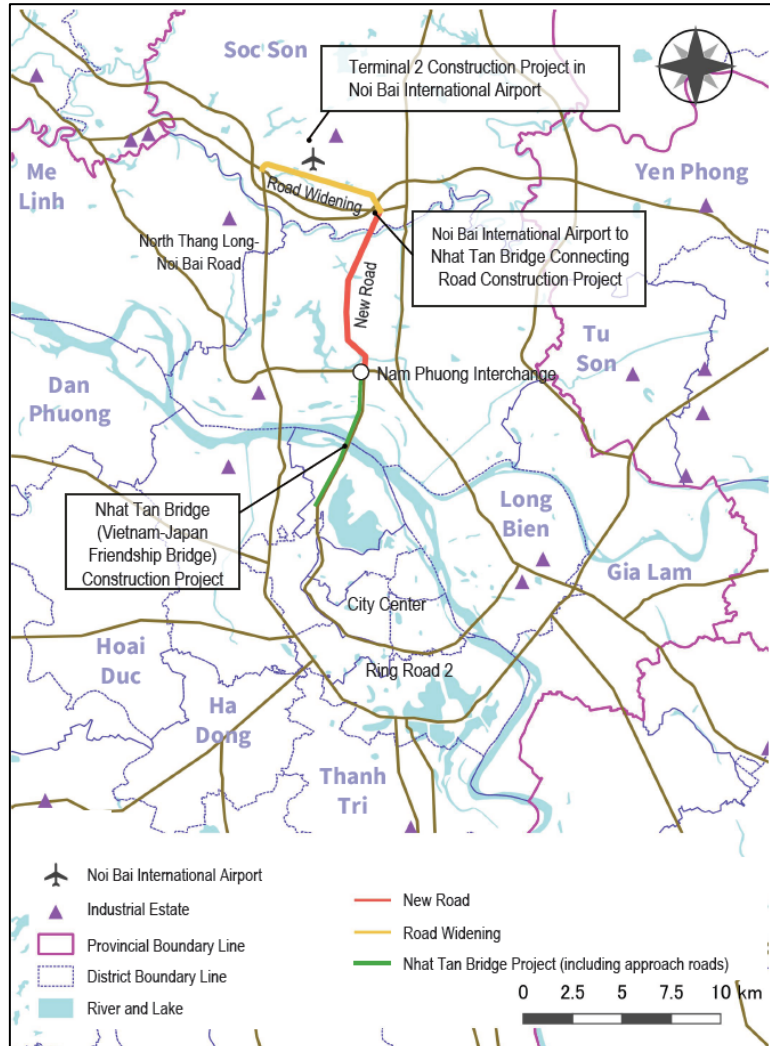 Soc Son
Terminal 2 Construction Project in
Noi Bai International Airport
Me
Linh
Yen Phong
Road Widening
Noi Bai International Airport to
Nhat Tan Bridge Connecting
Road Construction Project
North Thang Long-
Noi Bai Road
New Road
Tu
Son
Nam Phuong Interchange
Dan
Phuong
Nhat Tan Bridge
(Vietnam-Japan
Friendship Bridge)
Construction Project
Long
Bien
Gia Lam
City Center
Hoai
Duc
Ring Road 2
Ha
Dong
Thanh
Tri
Noi Bai International Airport
Industrial Estate
Provincial Boundary Line
District Boundary Line
River and Lake
New Road
Road Widening
Nhat Tan Bridge Project (including approach roads)
0 2.5 5 7.5 10 km